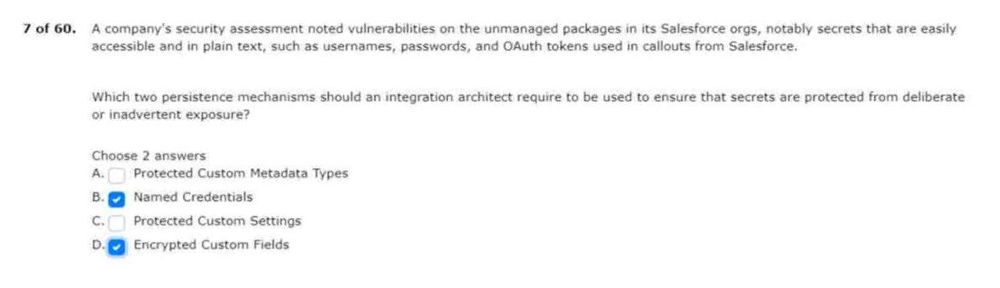 7 of 60. A company's security assessment noted vulnerabilities on the unmanaged packages in its Salesforce orgs, notably secrets that are easily
accessible and in plain text, such as usernames, passwords, and OAuth tokens used in callouts from Salesforce.
Which two persistence mechanisms should an integration architect require to be used to ensure that secrets are protected from deliberate
or inadvertent exposure?
Choose 2 answers
A. Protected Custom Metadata Types
B. Named Credentials
C. Protected Custom Settings
D. Encrypted Custom Fields